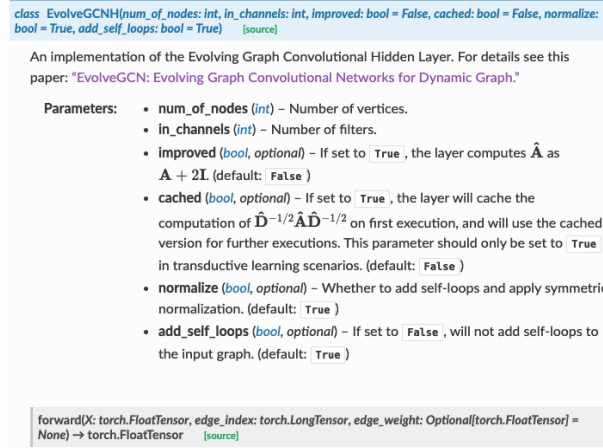 class EvolveGCNH(num_of_nodes: int, in_channels: int, improved: bool = False, cached: bool = False, normalize:
bool = True, add_self_loops: bool = True) [source]
An implementation of the Evolving Graph Convolutional Hidden Layer. For details see this
paper: “EvolveGCN: Evolving Graph Convolutional Networks for Dynamic Graph.”
Parameters: • num_of_nodes (int) – Number of vertices.
• in_channels (int) – Number of filters.
• improved (bool, optional) – If set to True , the layer computes Â as
A + 2I. (default: False )
• cached (bool, optional) – If set to True , the layer will cache the
computation of D̂−1/2ÂD̂−1/2 on first execution, and will use the cached
version for further executions. This parameter should only be set to True
in transductive learning scenarios. (default: False )
• normalize (bool, optional) – Whether to add self-loops and apply symmetric
normalization. (default: True )
• add_self_loops (bool, optional) – If set to False , will not add self-loops to
the input graph. (default: True )
forward(X: torch.FloatTensor, edge_index: torch.LongTensor, edge_weight: Optional[torch.FloatTensor] =
None) → torch.FloatTensor [source]